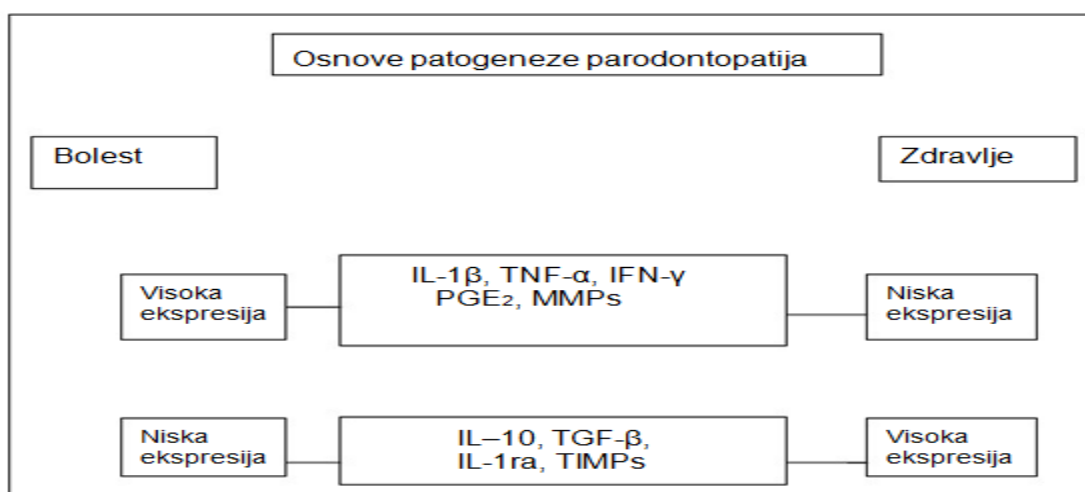 Osnove patogeneze parodontopatija
Bolest
Zdravlje
Visoka
ekspresija
IL-1β, TNF-α, IFN-γ
PGE₂, MMPs
Niska
ekspresija
Niska
ekspresija
IL–10, TGF-β,
IL-1ra, TIMPs
Visoka
ekspresija